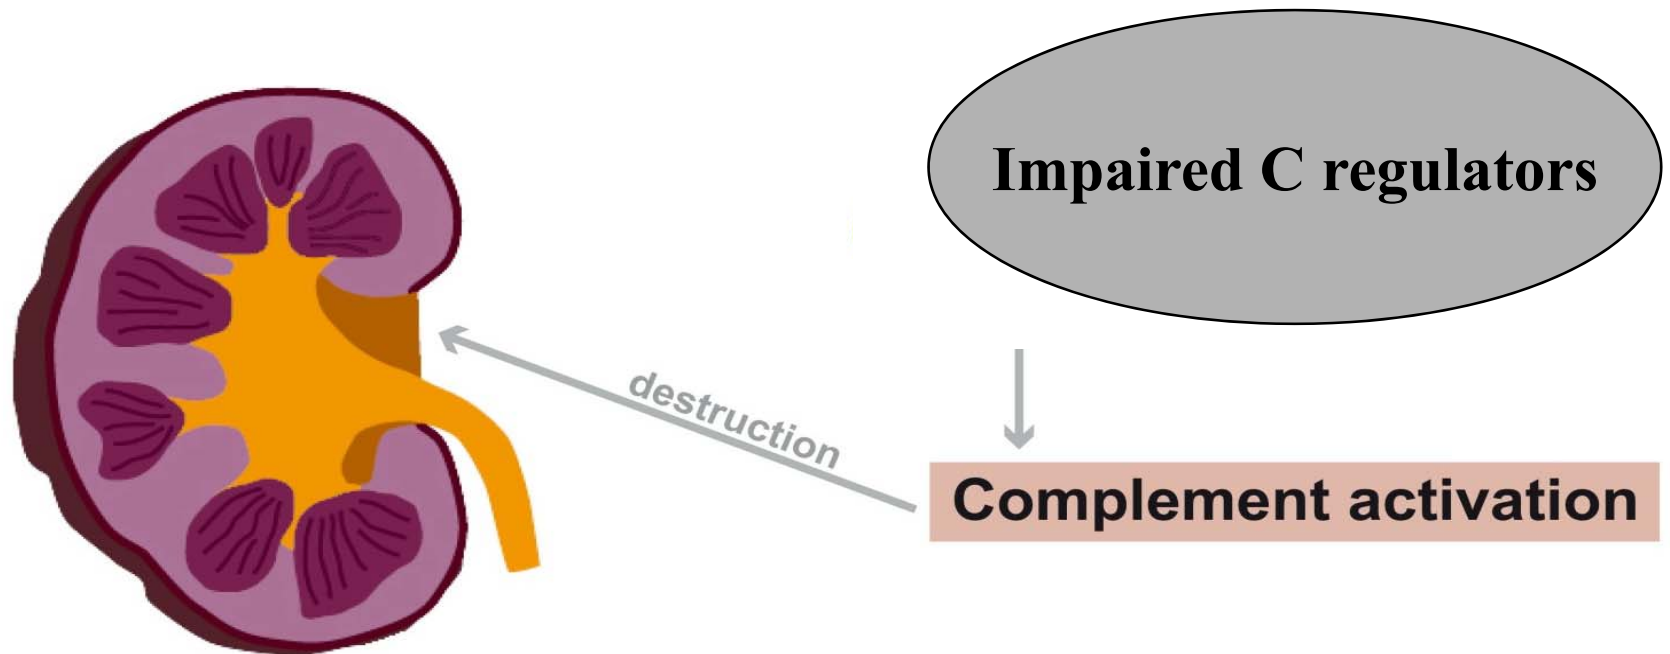 Impaired C regulators
destruction
Complement activation